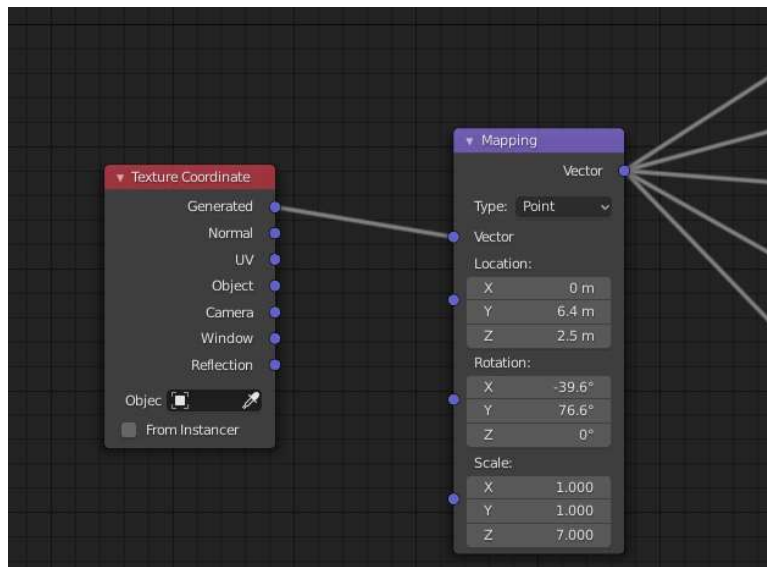 Texture Coordinate
Generated
Normal
UV
Object
Camera
Window
Reflection
Objec
From Instancer
Mapping
Vector
Type: Point
Vector
Location:
X 0 m
Y 6.4 m
Z 2.5 m
Rotation:
X -39.6°
Y 76.6°
Z 0°
Scale:
X 1.000
Y 1.000
Z 7.000